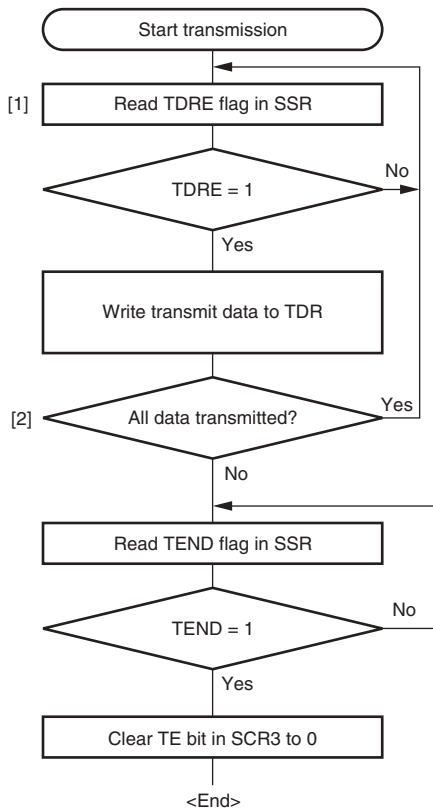 Start transmission
[1]
Read TDRE flag in SSR
TDRE = 1
No
Yes
Write transmit data to TDR
[2]
All data transmitted?
Yes
No
Read TEND flag in SSR
TEND = 1
No
Yes
Clear TE bit in SCR3 to 0
<End>